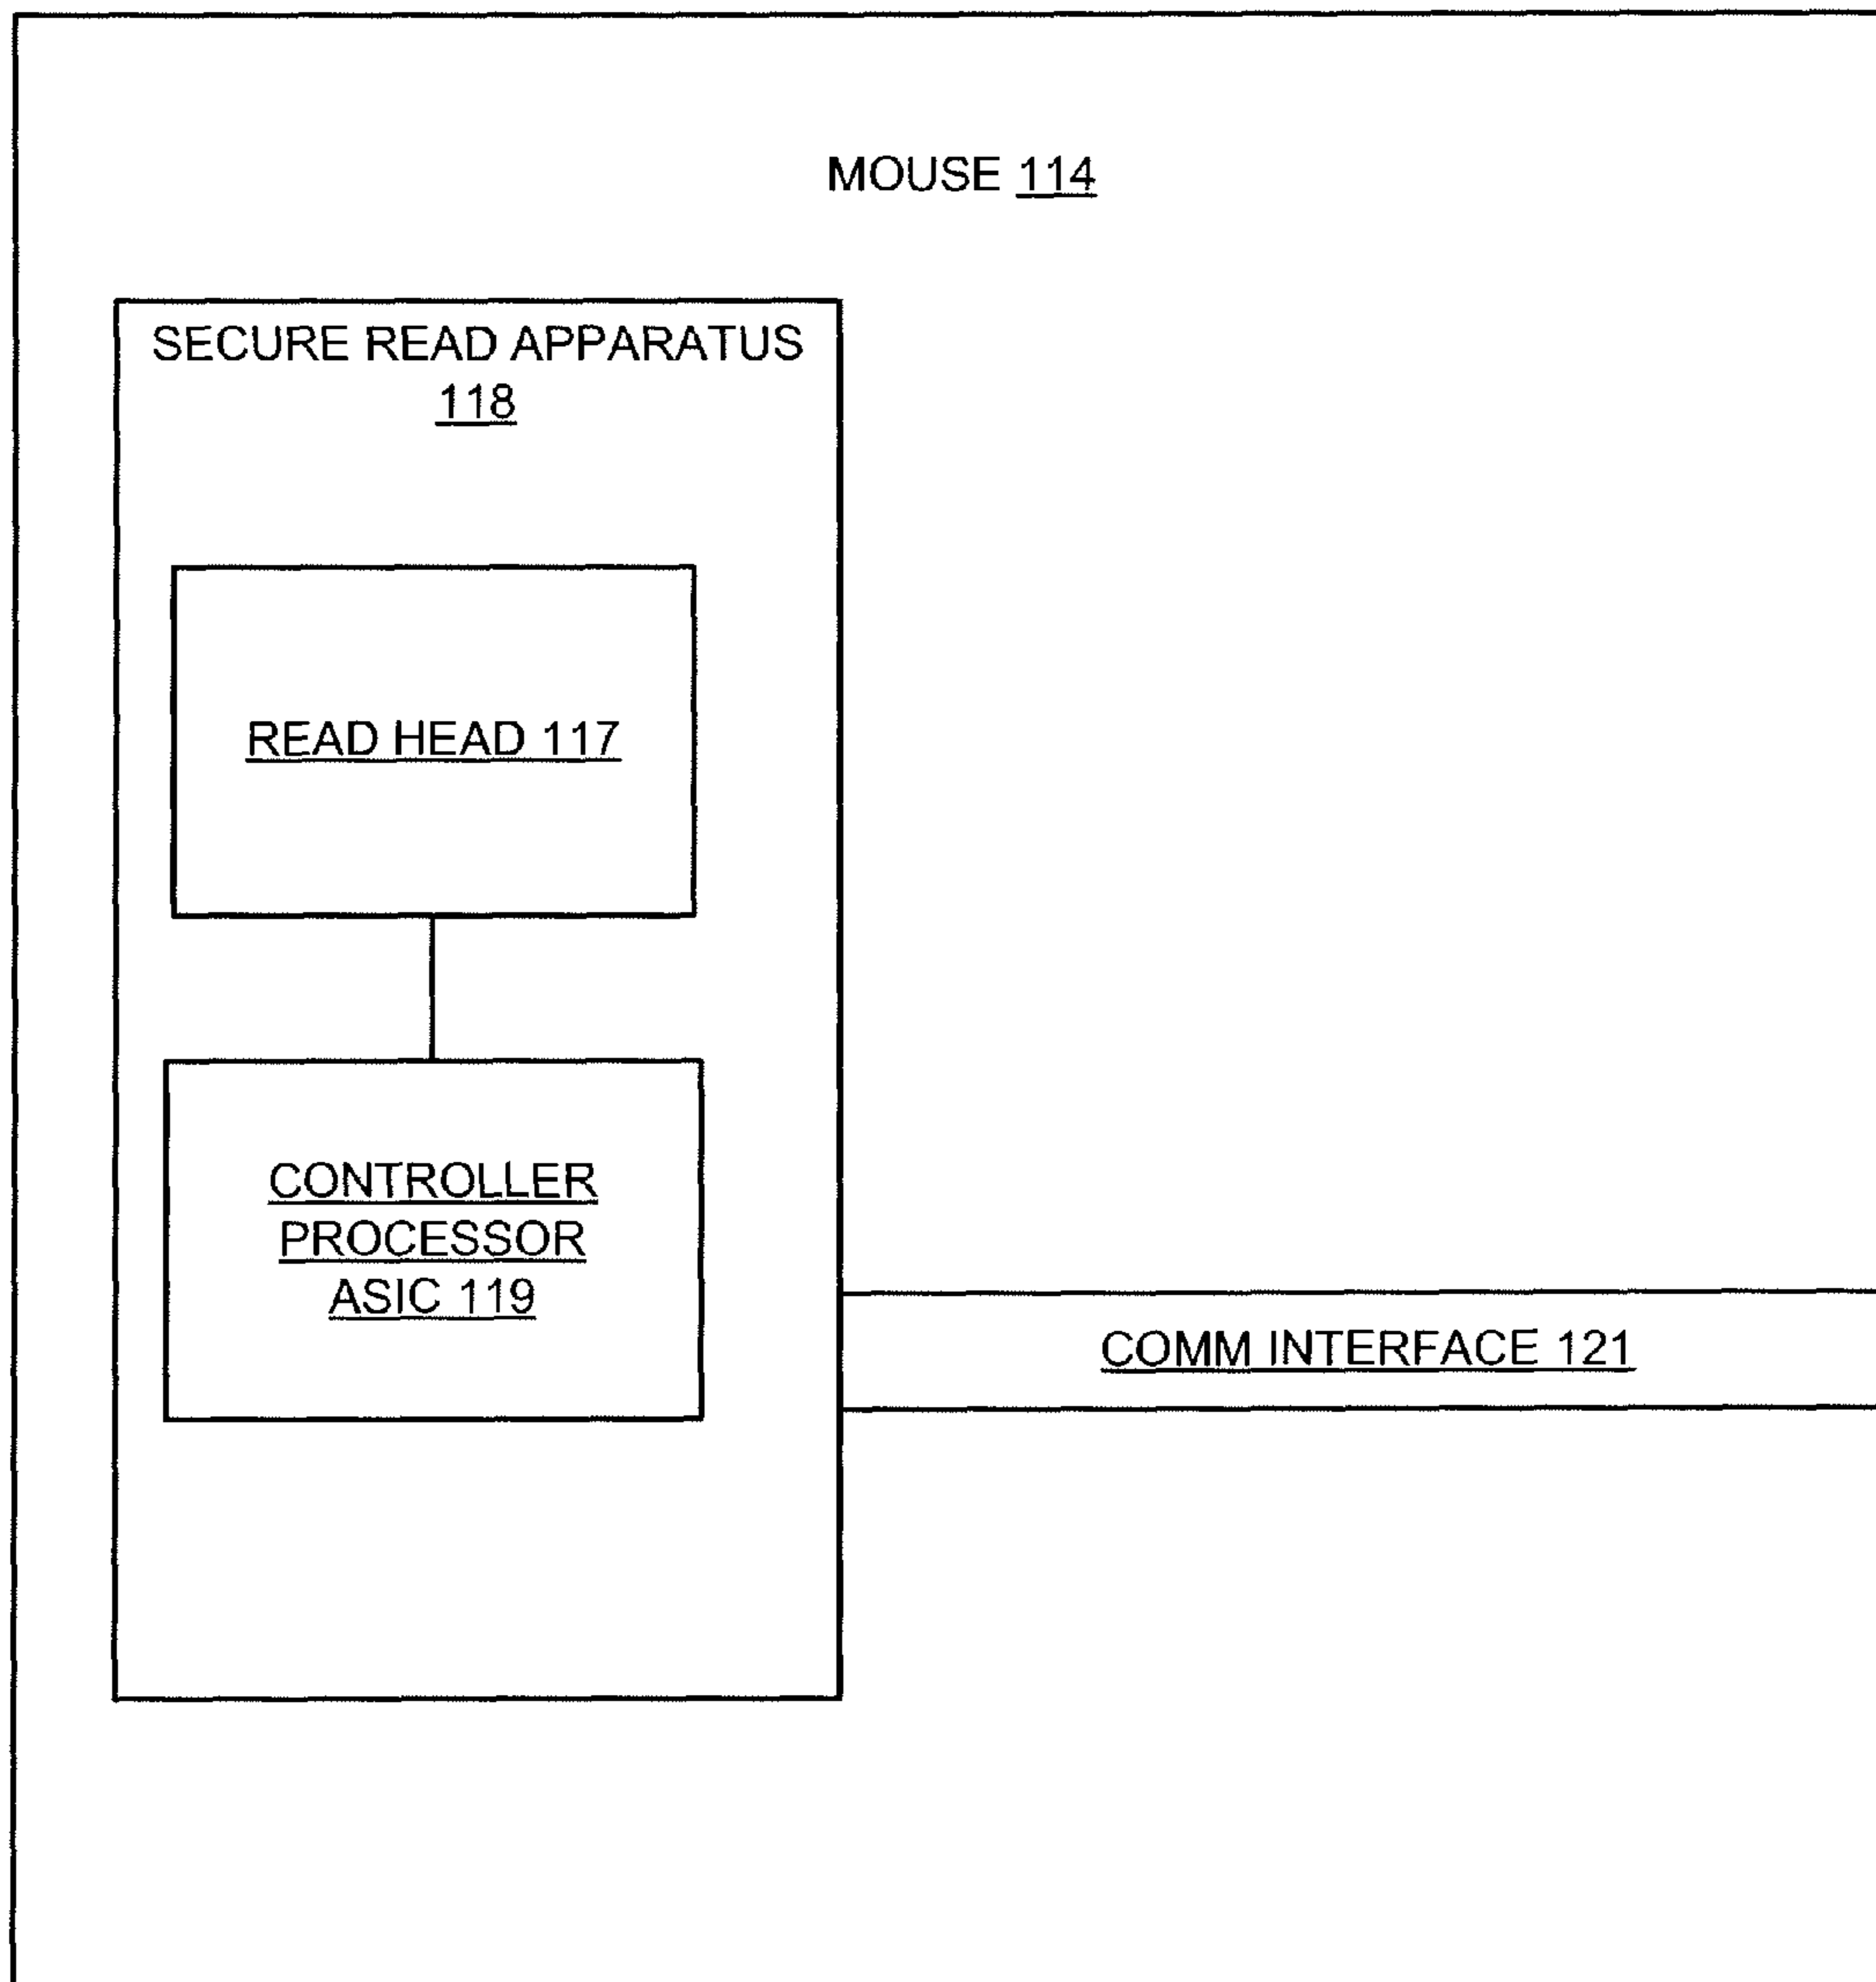 MOUSE 114
SECURE READ APPARATUS
118
READ HEAD 117
CONTROLLER
PROCESSOR
ASIC 119
COMM INTERFACE 121